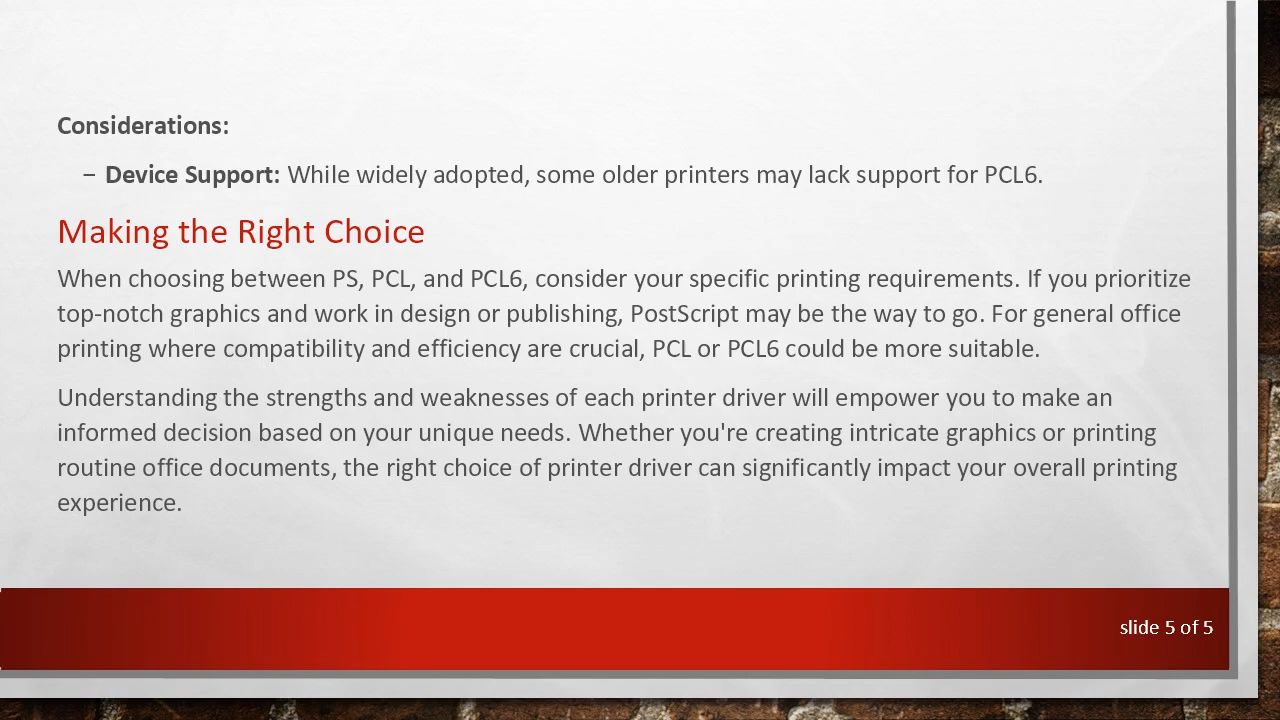 Considerations:
− Device Support: While widely adopted, some older printers may lack support for PCL6.
Making the Right Choice
When choosing between PS, PCL, and PCL6, consider your specific printing requirements. If you prioritize
top-notch graphics and work in design or publishing, PostScript may be the way to go. For general office
printing where compatibility and efficiency are crucial, PCL or PCL6 could be more suitable.
Understanding the strengths and weaknesses of each printer driver will empower you to make an
informed decision based on your unique needs. Whether you're creating intricate graphics or printing
routine office documents, the right choice of printer driver can significantly impact your overall printing
experience.
slide 5 of 5